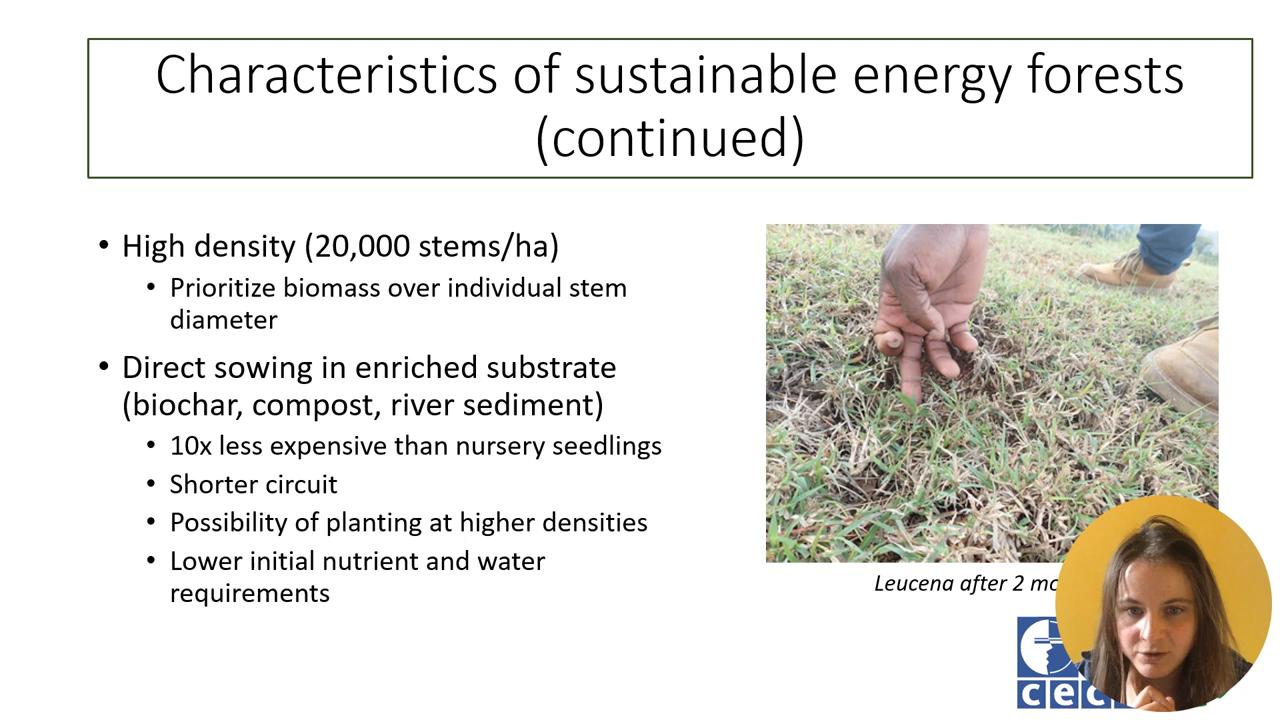 Characteristics of sustainable energy forests
(continued)
• High density (20,000 stems/ha)
• Prioritize biomass over individual stem
diameter
• Direct sowing in enriched substrate
(biochar, compost, river sediment)
• 10x less expensive than nursery seedlings
• Shorter circuit
• Possibility of planting at higher densities
• Lower initial nutrient and water
requirements
Leucena after 2
cec